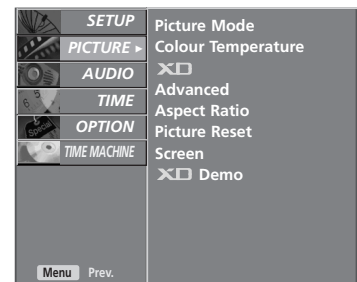 SETUP
PICTURE ►
AUDIO
TIME
OPTION
TIME MACHINE
Menu Prev.
Picture Mode
Colour Temperature
XD
Advanced
Aspect Ratio
Picture Reset
Screen
XD Demo